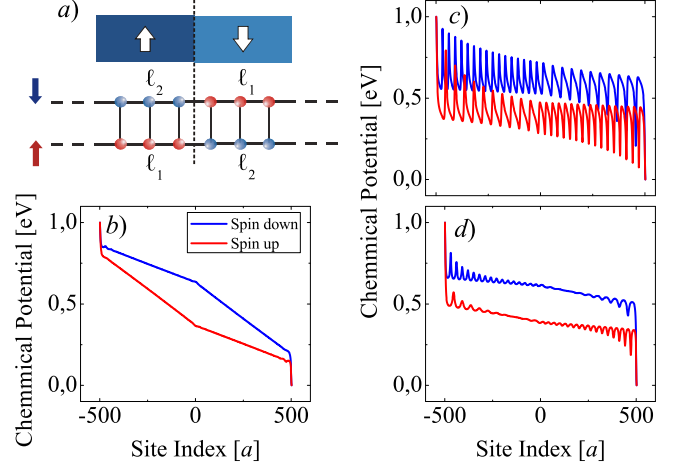 a)
ℓ2
ℓ1
ℓ1
ℓ2
Chemmical Potential [eV]
1,0
0,5
0,0
b)
Spin down
Spin up
-500
0
500
Site Index [a]
Chemmical Potential [eV]
1,0
0,5
0,0
c)
1,0
0,5
0,0
d)
-500
0
500
Site Index [a]